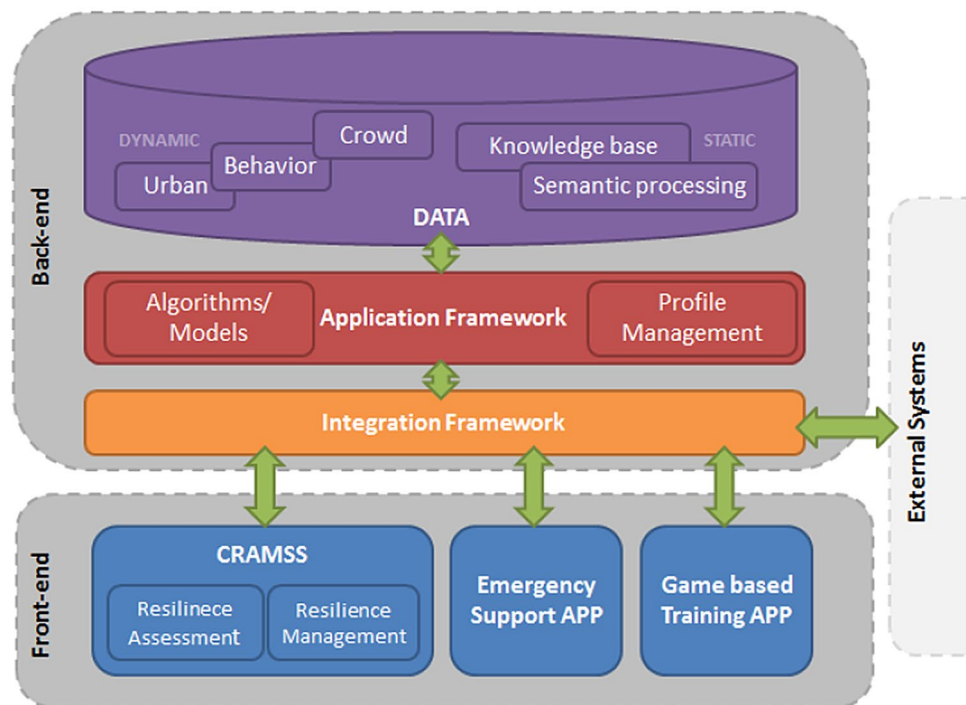 Back-end
DYNAMIC
Crowd
Behavior
Urban
Knowledge base
STATIC
Semantic processing
DATA
Algorithms/
Models
Application Framework
Profile
Management
Integration Framework
External Systems
Front-end
CRAMSS
Resilinece
Assessment
Resilience
Management
Emergency
Support APP
Game based
Training APP